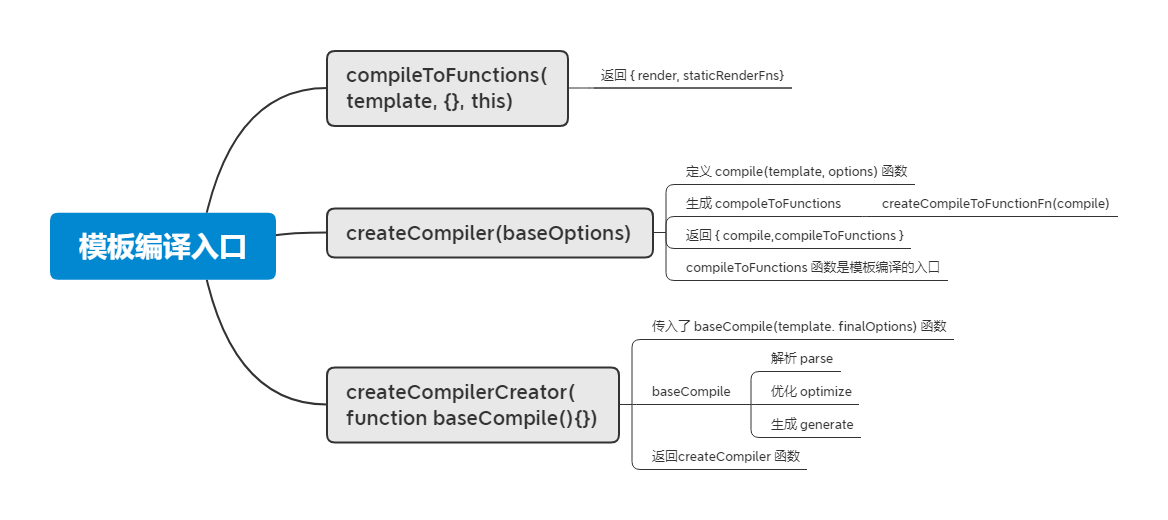 模板编译入口
compileToFunctions(
template, {}, this)
返回 { render, staticRenderFns}
createCompiler(baseOptions)
定义 compile(template, options) 函数
生成 compoleToFunctions
createCompileToFunctionFn(compile)
返回 { compile,compileToFunctions }
compileToFunctions 函数是模板编译的入口
createCompilerCreator(
function baseCompile(){})
传入了 baseCompile(template. finalOptions) 函数
baseCompile
解析 parse
优化 optimize
生成 generate
返回createCompiler 函数